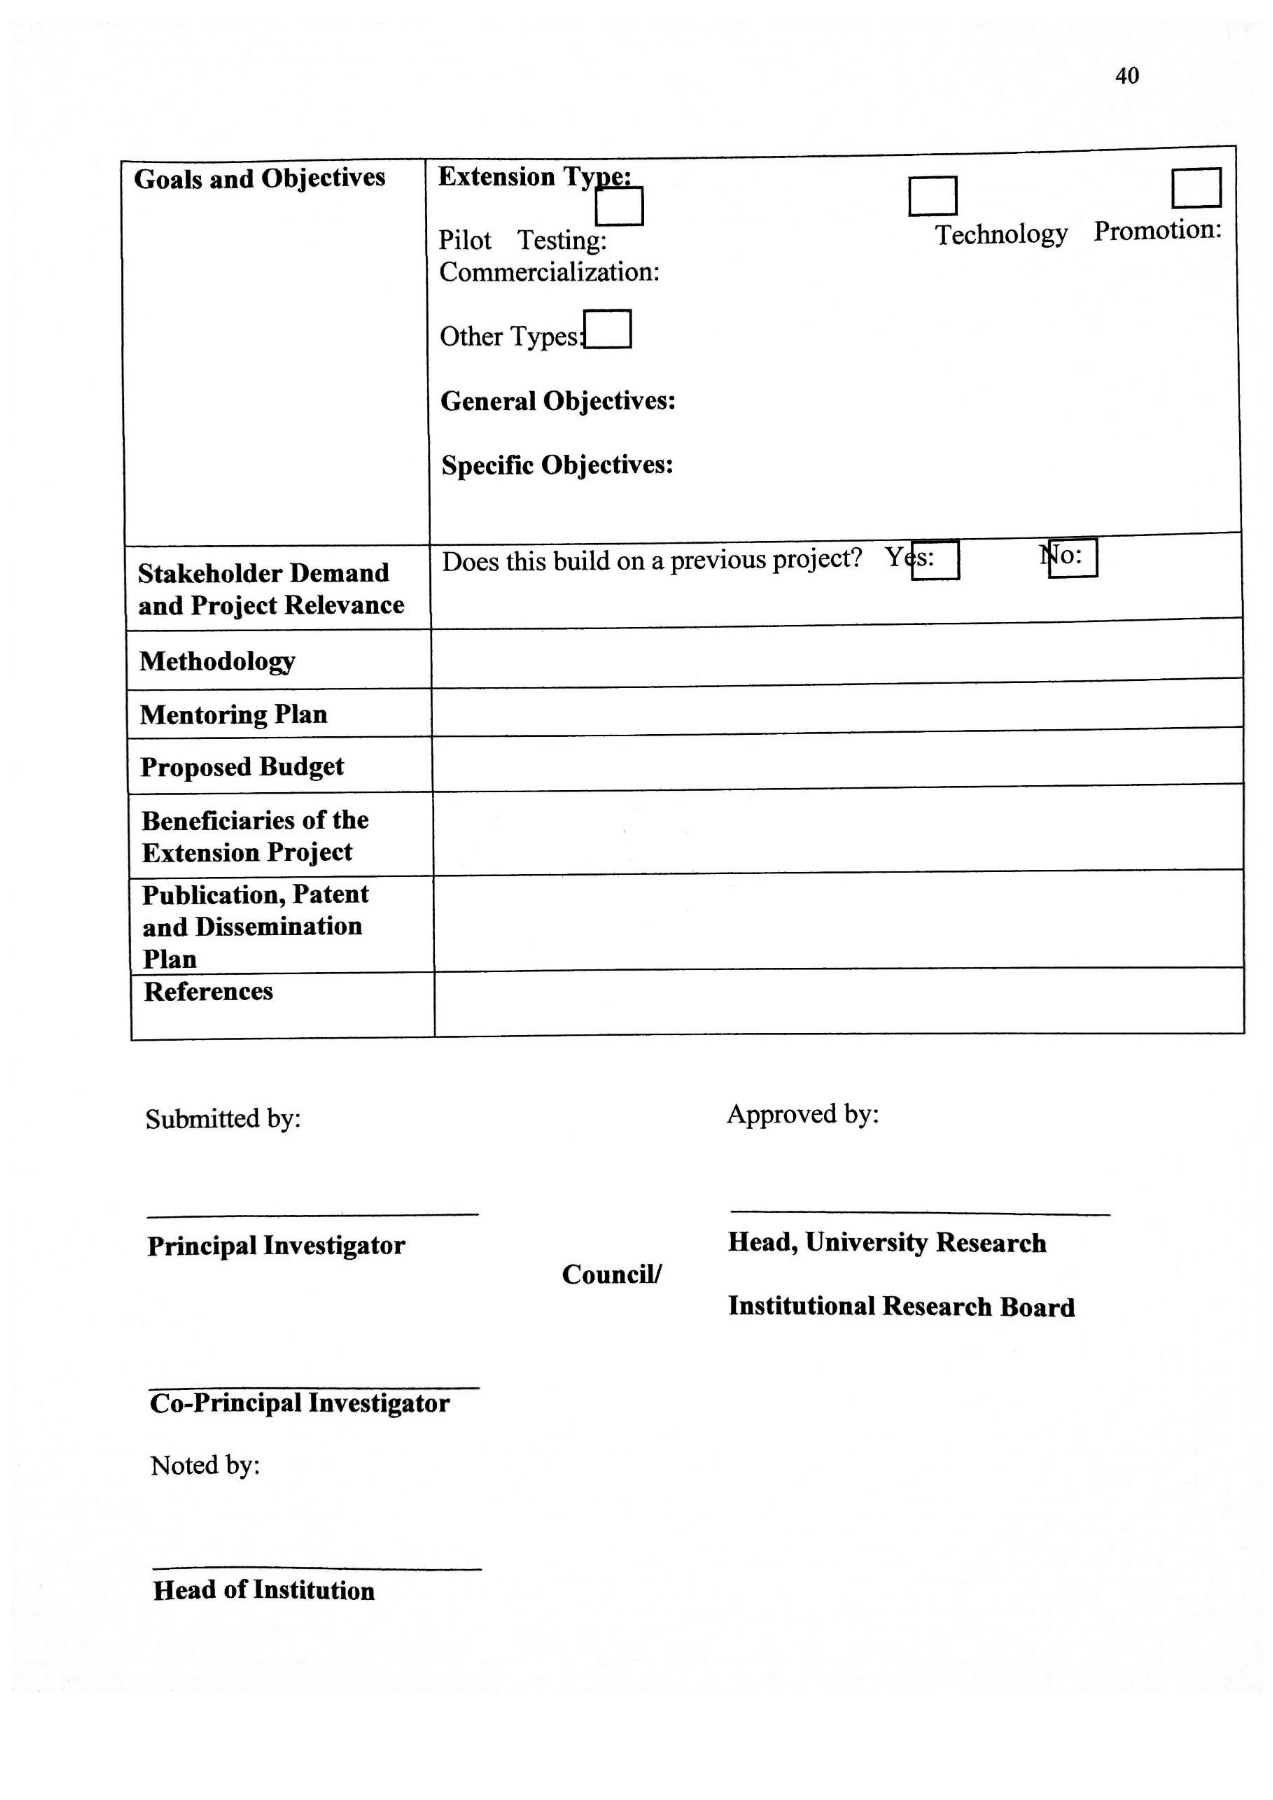 40
Goals and Objectives
Extension Type:
Pilot Testing: Technology Promotion:
Commercialization:
Other Types:
General Objectives:
Specific Objectives:
Stakeholder Demand
and Project Relevance
Does this build on a previous project? Yes: No:
Methodology
Mentoring Plan
Proposed Budget
Beneficiaries of the
Extension Project
Publication, Patent
and Dissemination
Plan
References
Submitted by: Approved by:
Principal Investigator Head, University Research
Council/
Institutional Research Board
Co-Principal Investigator
Noted by:
Head of Institution